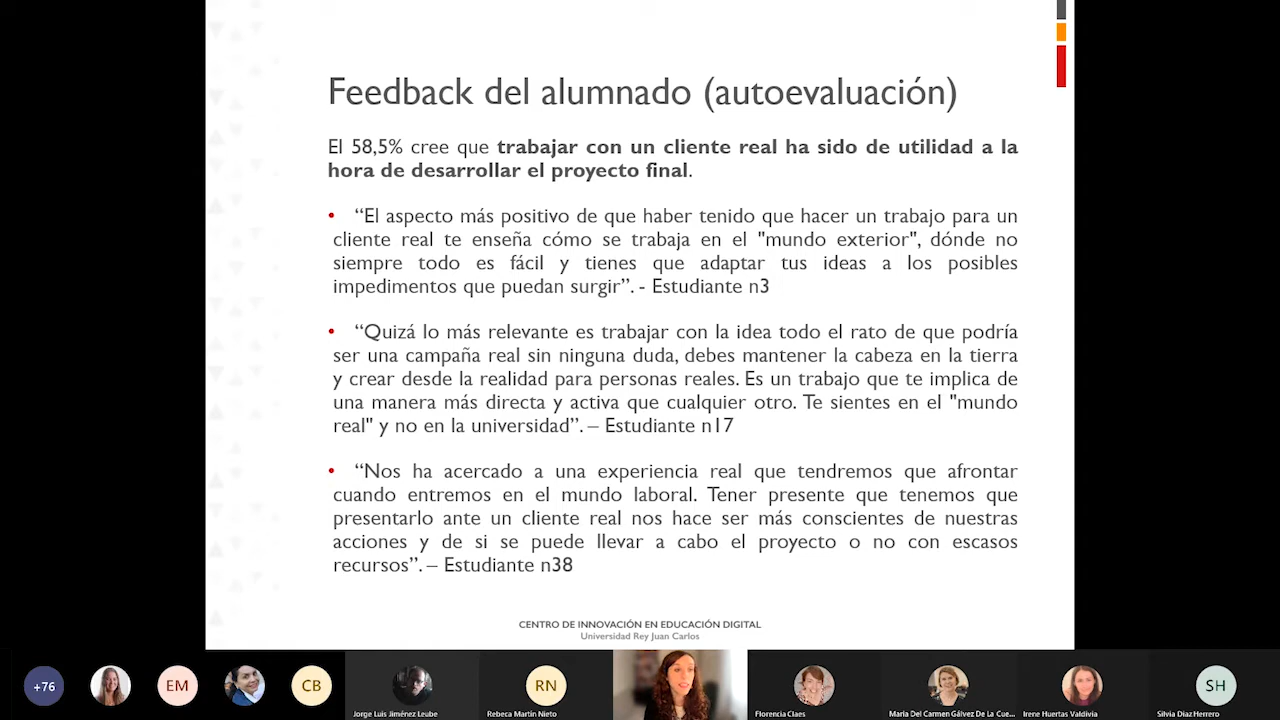 Feedback del alumnado (autoevaluación)
El 58,5% cree que trabajar con un cliente real ha sido de utilidad a la
hora de desarrollar el proyecto final.
• “El aspecto más positivo de que haber tenido que hacer un trabajo para un
cliente real te enseña cómo se trabaja en el "mundo exterior", dónde no
siempre todo es fácil y tienes que adaptar tus ideas a los posibles
impedimentos que puedan surgir”. - Estudiante n3
• “Quizá lo más relevante es trabajar con la idea todo el rato de que podría
ser una campaña real sin ninguna duda, debes mantener la cabeza en la tierra
y crear desde la realidad para personas reales. Es un trabajo que te implica de
una manera más directa y activa que cualquier otro. Te sientes en el "mundo
real" y no en la universidad”. – Estudiante n17
• “Nos ha acercado a una experiencia real que tendremos que afrontar
cuando entremos en el mundo laboral. Tener presente que tenemos que
presentarlo ante un cliente real nos hace ser más conscientes de nuestras
acciones y de si se puede llevar a cabo el proyecto o no con escasos
recursos”. – Estudiante n38
CENTRO DE INNOVACIÓN EN EDUCACIÓN DIGITAL
Universidad Rey Juan Carlos
+76
EM
CB
RN
SH
Jorge Luis Jiménez Leube
Rebeca Martín Nieto
Florencia Claes
María Del Carmen Gálvez De La Cue...
Irene Huertas Valdivia
Silvia Díaz Herrero